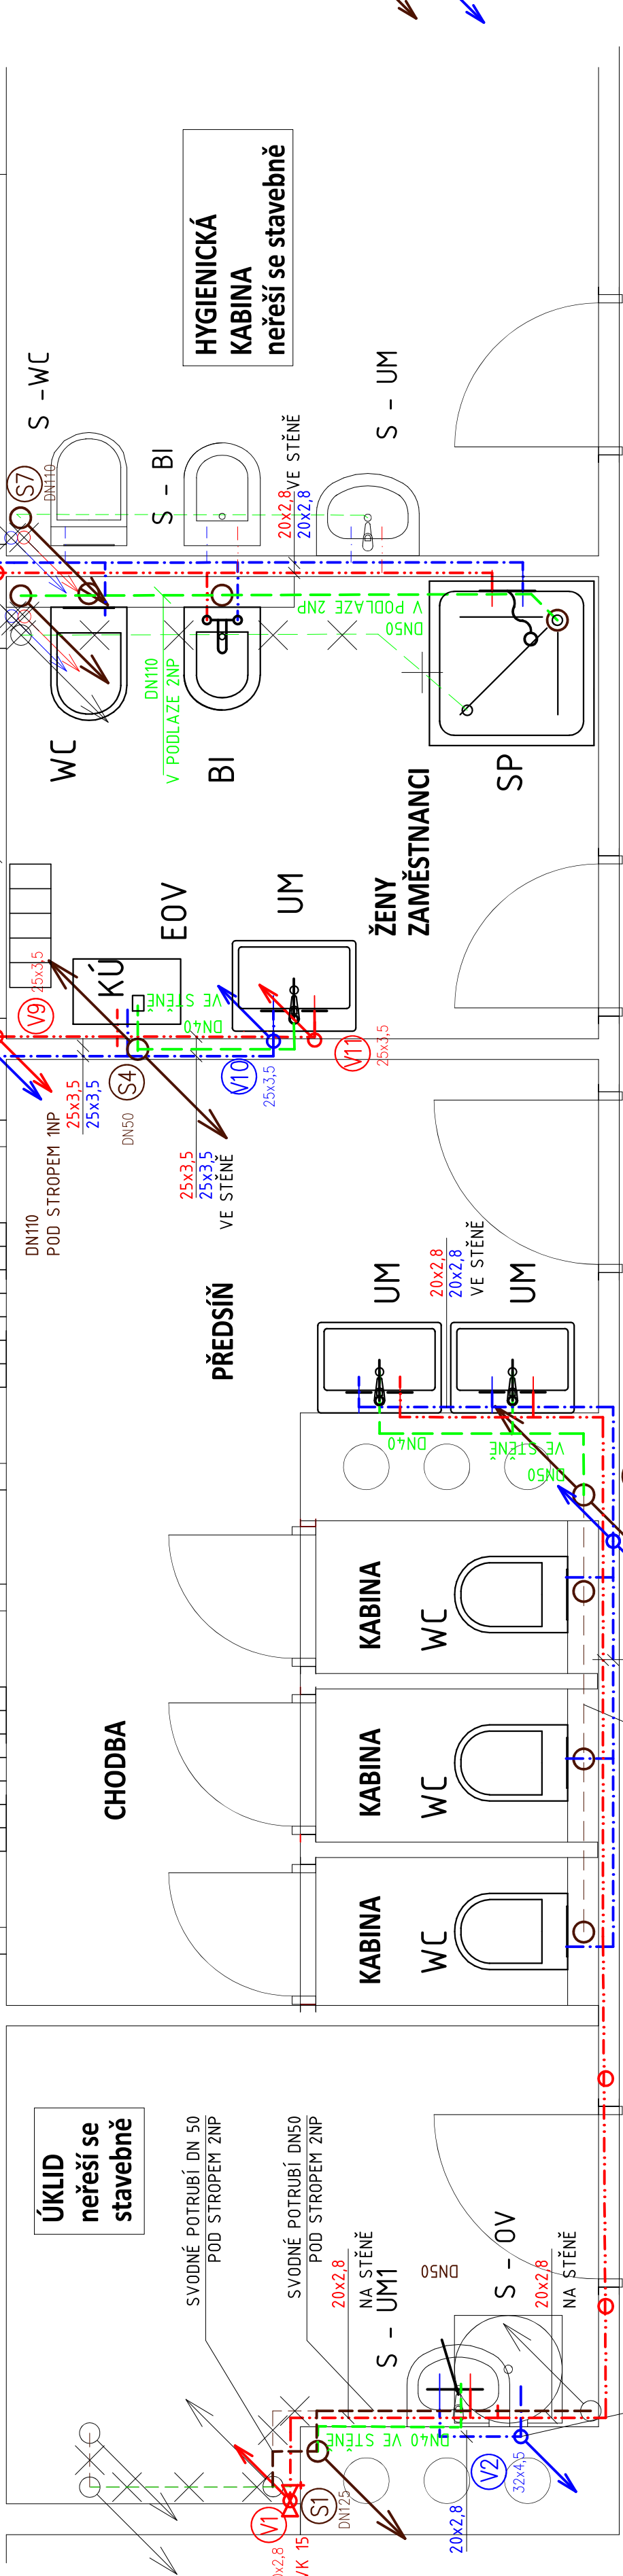 HYGIENICKÁ
KABINA
neřeší se stavebně
S -WC
S7
DN110
S - BI
S - UM
20x2,8
20x2,8
VE STĚNĚ
V PODLAZE 2NP
DN50
DN110
V PODLAZE 2NP
WC
BI
SP
ŽENY
ZAMĚSTNANCI
EOV
UM
KÚ
VE STĚNĚ
DN40
V9
25x3,5
V10
25x3,5
V11
25x3,5
S4
DN50
25x3,5
25x3,5
DN110
POD STROPEM 1NP
25x3,5
25x3,5
VE STĚNĚ
PŘEDSÍŇ
UM
UM
20x2,8
20x2,8
VE STĚNĚ
DN40
VE STĚNĚ
DN50
KABINA
WC
KABINA
WC
KABINA
WC
CHODBA
ÚKLID
neřeší se
stavebně
SVODNÉ POTRUBÍ DN 50
POD STROPEM 2NP
SVODNÉ POTRUBÍ DN50
POD STROPEM 2NP
20x2,8
NA STĚNĚ
S - UM1
DN50
S - OV
20x2,8
NA STĚNĚ
DN40 VE STĚNĚ
V1
S1
DN125
V2
32x4,5
20x2,8